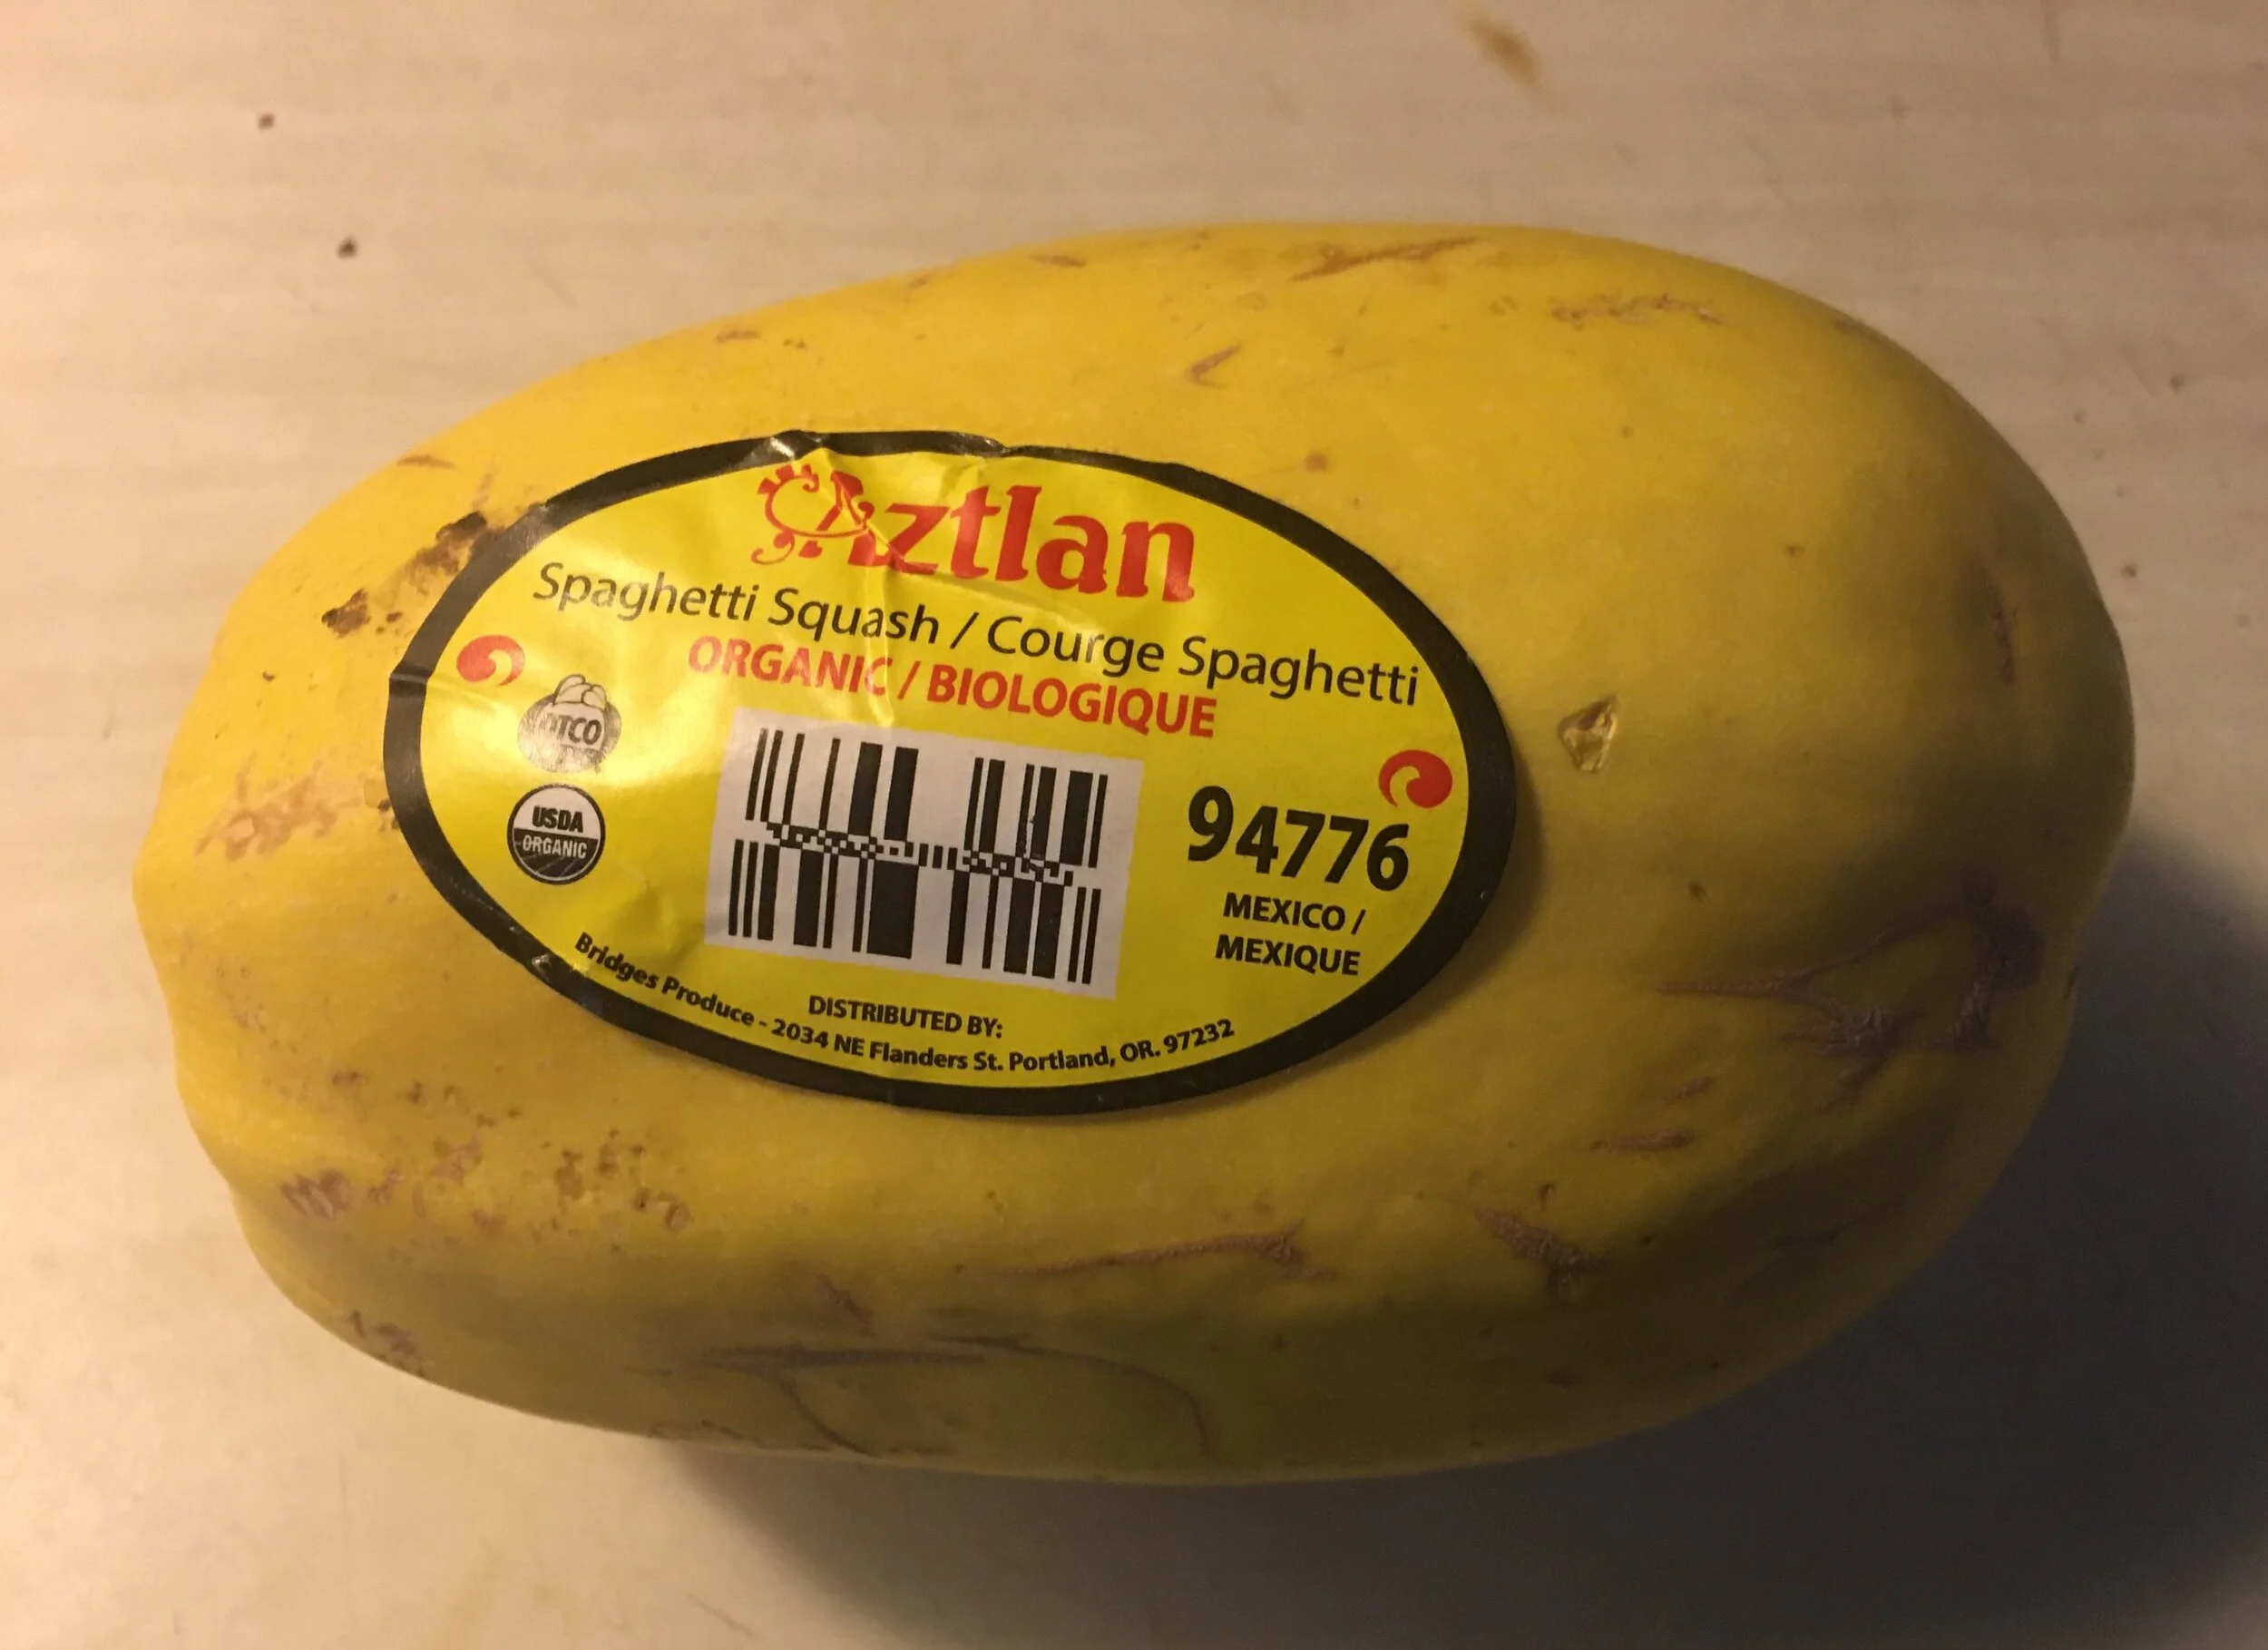 Aztlan
Spaghetti Squash / Courge Spaghetti
ORGANIC / BIOLOGIQUE
USDA
ORGANIC
94776
MEXICO /
MEXIQUE
DISTRIBUTED BY:
Bridges Produce - 2034 NE Flanders St. Portland, OR. 97232